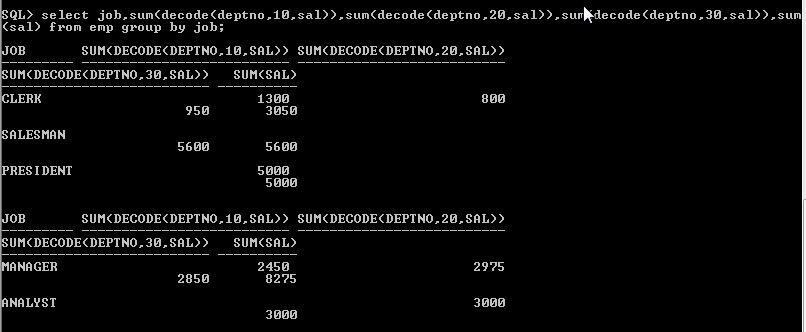 SQL> select job,sum(decode(deptno,10,sal)),sum(decode(deptno,20,sal)),sum(decode(deptno,30,sal)),sum
(sal) from emp group by job;
JOB SUM(DECODE(DEPTNO,10,SAL)) SUM(DECODE(DEPTNO,20,SAL))
--------- -------------------------- --------------------------
SUM(DECODE(DEPTNO,30,SAL)) SUM(SAL)
-------------------------- ----------
CLERK 1300 800
950 3050
SALESMAN
5600 5600
PRESIDENT 5000
5000
JOB SUM(DECODE(DEPTNO,10,SAL)) SUM(DECODE(DEPTNO,20,SAL))
--------- -------------------------- --------------------------
SUM(DECODE(DEPTNO,30,SAL)) SUM(SAL)
-------------------------- ----------
MANAGER 2450 2975
2850 8275
ANALYST 3000
3000